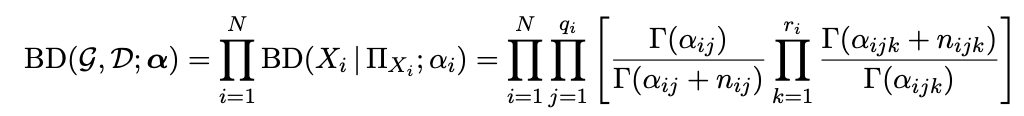 BD(𝒢, 𝒟; α) = ∏_{i=1}^{N} BD(X_i | Π_{X_i}; α_i) = ∏_{i=1}^{N} ∏_{j=1}^{q_i} [ Γ(α_{ij}) / Γ(α_{ij} + n_{ij}) ∏_{k=1}^{r_i} Γ(α_{ijk} + n_{ijk}) / Γ(α_{ijk}) ]